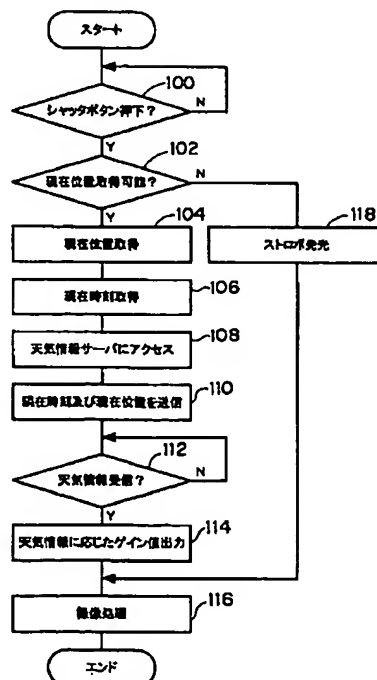 スタート
100
シャッタボタン押下？
N
Y
102
現在位置取得可能？
N
Y
104
現在位置取得
118
ストロボ発光
106
現在時刻取得
108
天気情報サーバにアクセス
110
現在時刻及び現在位置を送信
112
天気情報受信？
N
Y
114
天気情報に応じたゲイン値出力
116
撮像処理
エンド